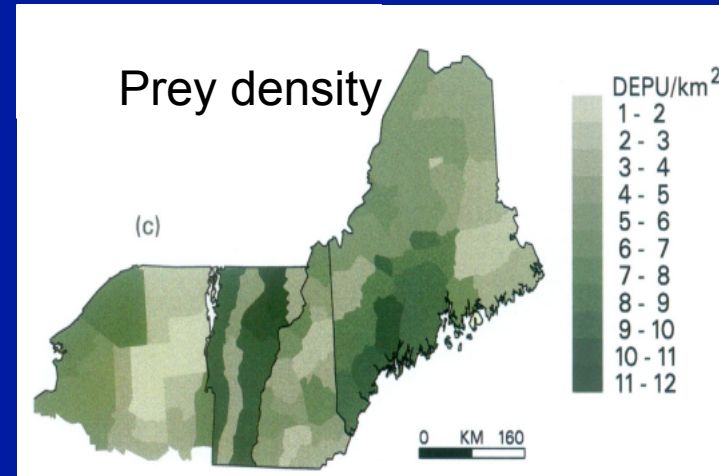 Prey density
DEPU/km²
1 - 2
2 - 3
3 - 4
4 - 5
5 - 6
6 - 7
7 - 8
8 - 9
9 - 10
10 - 11
11 - 12
(c)
0 KM 160